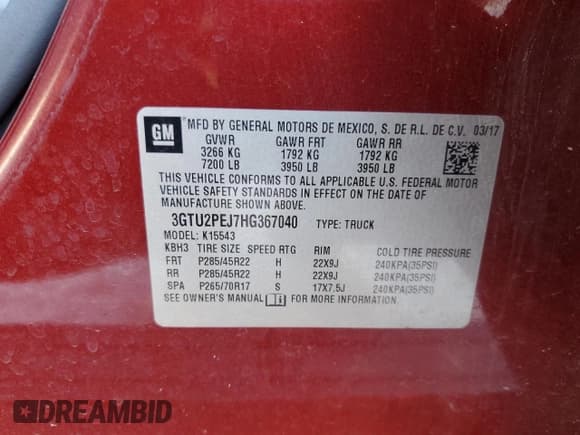 GM
MFD BY GENERAL MOTORS DE MEXICO, S. DE R.L. DE C.V. 03/17
GVWR GAWR FRT GAWR RR
3266 KG 1792 KG 1792 KG
7200 LB 3950 LB 3950 LB
THIS VEHICLE CONFORMS TO ALL APPLICABLE U.S. FEDERAL MOTOR
VEHICLE SAFETY STANDARDS IN EFFECT ON THE DATE OF
MANUFACTURE SHOWN ABOVE.
3GTU2PEJ7HG367040 TYPE: TRUCK
MODEL: K15543
KBH3 TIRE SIZE SPEED RTG RIM COLD TIRE PRESSURE
FRT P285/45R22 H 22X9J 240KPA(35PSI)
RR P285/45R22 H 22X9J 240KPA(35PSI)
SPA P265/70R17 S 17X7.5J 240KPA(35PSI)
SEE OWNER'S MANUAL FOR MORE INFORMATION
DREAMBID